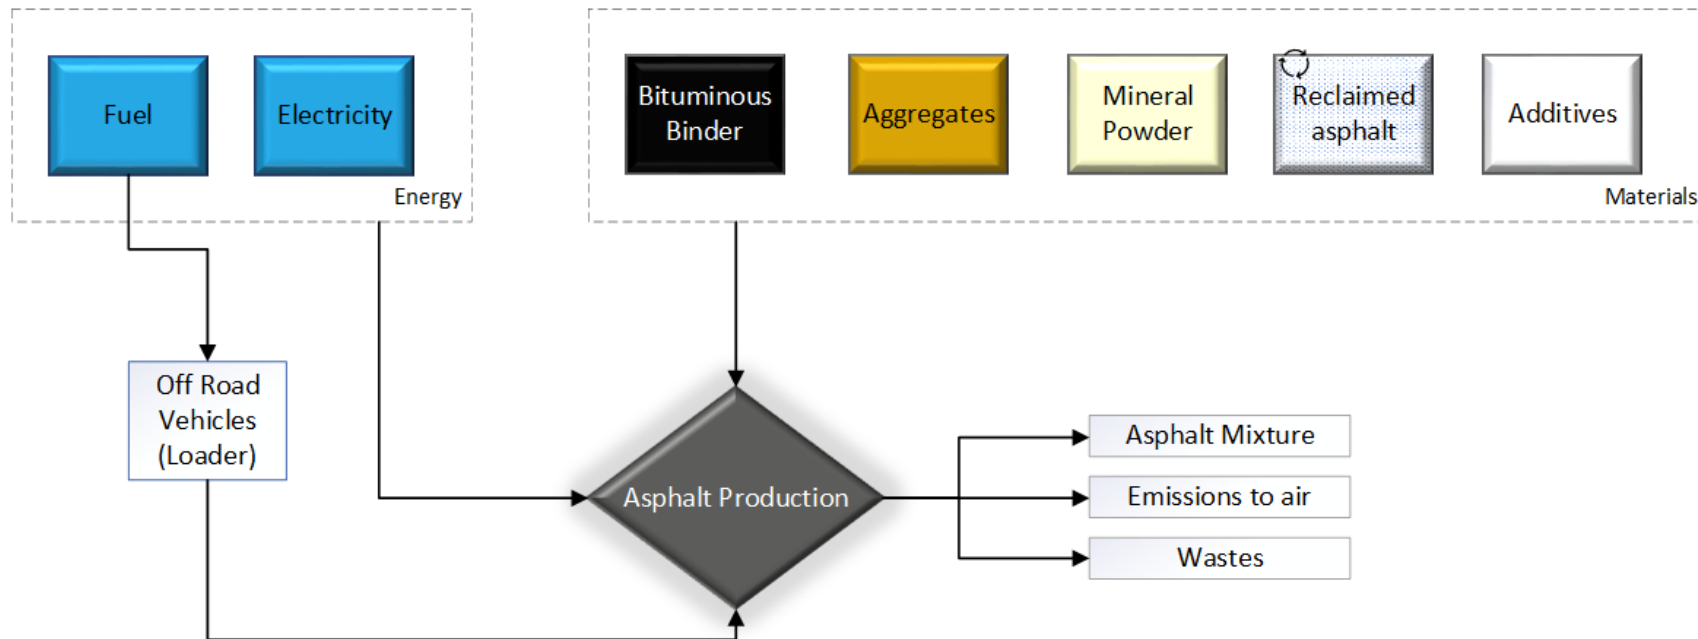 Fuel
Electricity
Energy
Bituminous
Binder
Aggregates
Mineral
Powder
Reclaimed
asphalt
Additives
Materials
Off Road
Vehicles
(Loader)
Asphalt Production
Asphalt Mixture
Emissions to air
Wastes